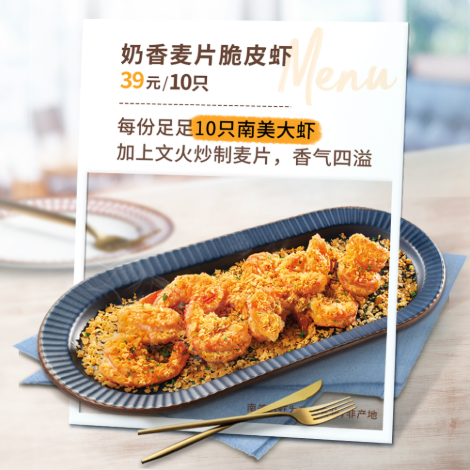 奶香麦片脆皮虾
Menu
39元/10只
每份足足10只南美大虾
加上文火炒制麦片，香气四溢
非产地